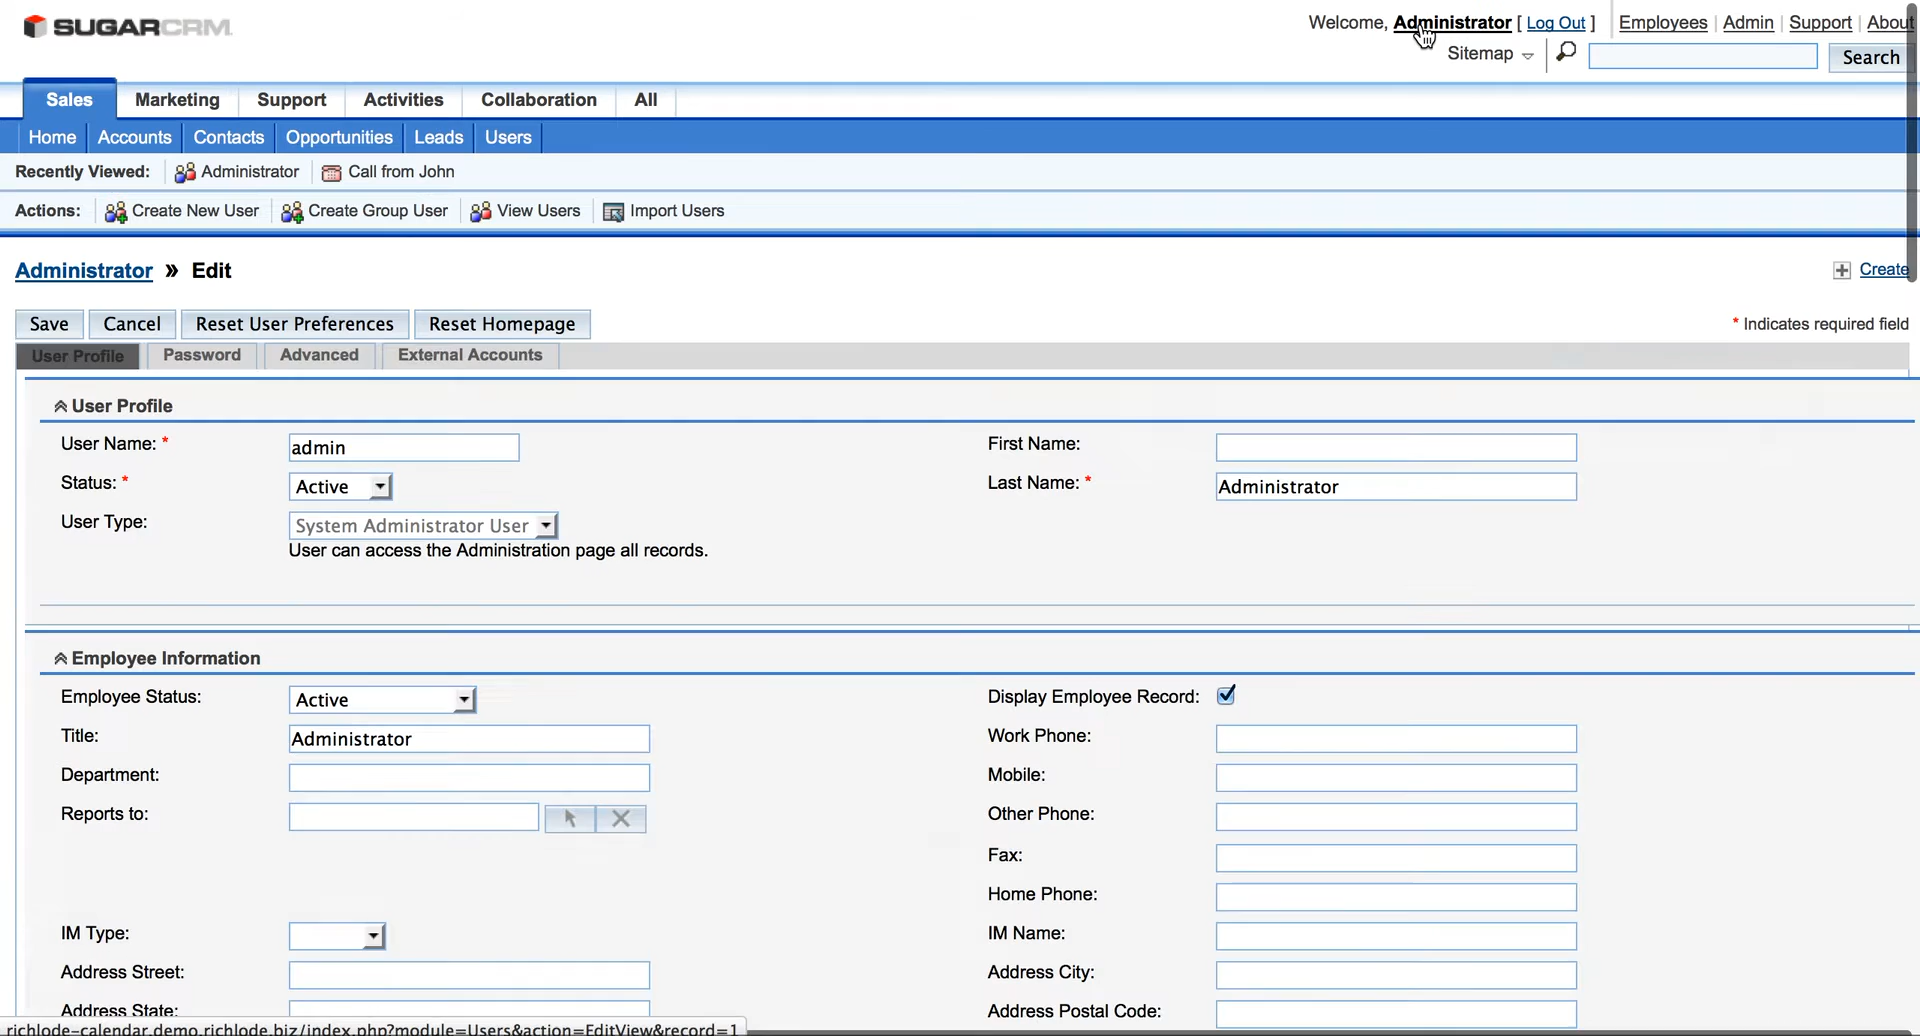 SUGARCRM.
Welcome, Administrator [ Log Out ] Employees Admin Support About
Sitemap Search
Sales Marketing Support Activities Collaboration All
Home Accounts Contacts Opportunities Leads Users
Recently Viewed: Administrator Call from John
Actions: Create New User Create Group User View Users Import Users
Administrator » Edit Create
Save Cancel Reset User Preferences Reset Homepage * Indicates required field
User Profile Password Advanced External Accounts
User Profile
User Name: * admin First Name:
Status: * Active Last Name: * Administrator
User Type: System Administrator User
User can access the Administration page all records.
Employee Information
Employee Status: Active Display Employee Record:
Title: Administrator Work Phone:
Department: Mobile:
Reports to: Other Phone:
Fax:
Home Phone:
IM Type: IM Name:
Address Street: Address City:
Address State: Address Postal Code:
richlode-calendar.demo.richlode.biz/index.php?module=Users&action=EditView&record=1